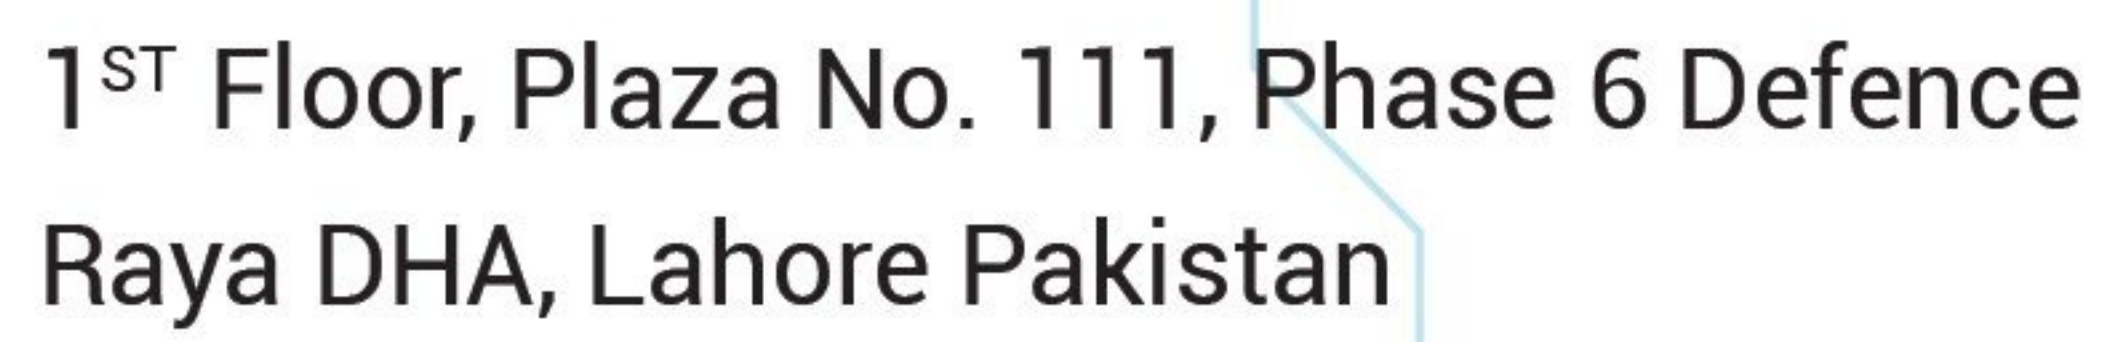 1ST Floor, Plaza No. 111, Phase 6 Defence
Raya DHA, Lahore Pakistan